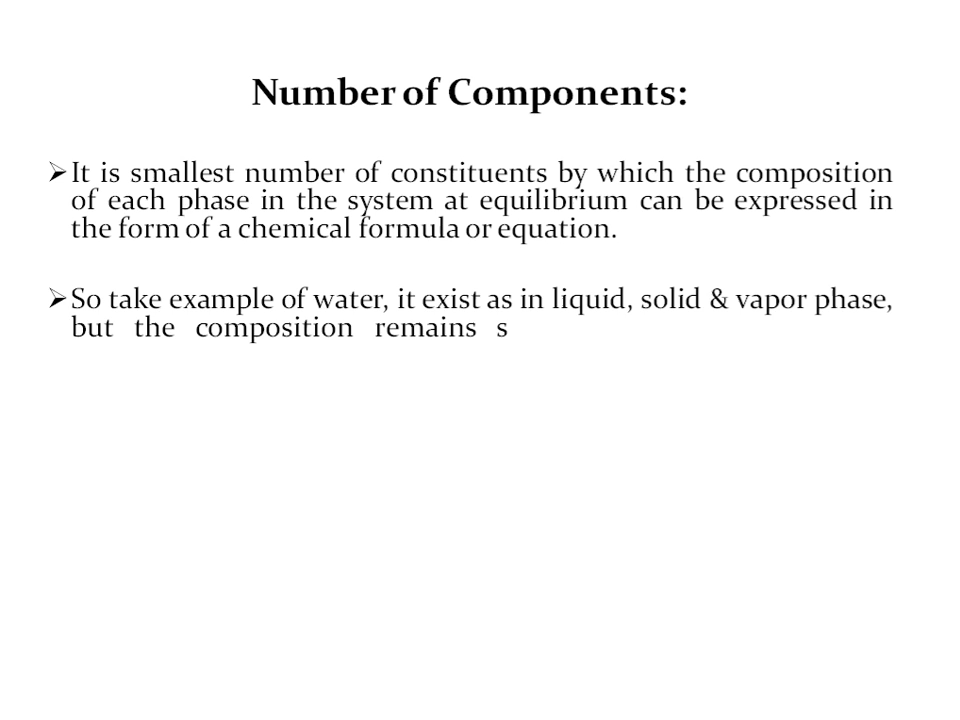 Number of Components:
➢It is smallest number of constituents by which the composition
of each phase in the system at equilibrium can be expressed in
the form of a chemical formula or equation.
➢So take example of water, it exist as in liquid, solid & vapor phase,
but the composition remains s